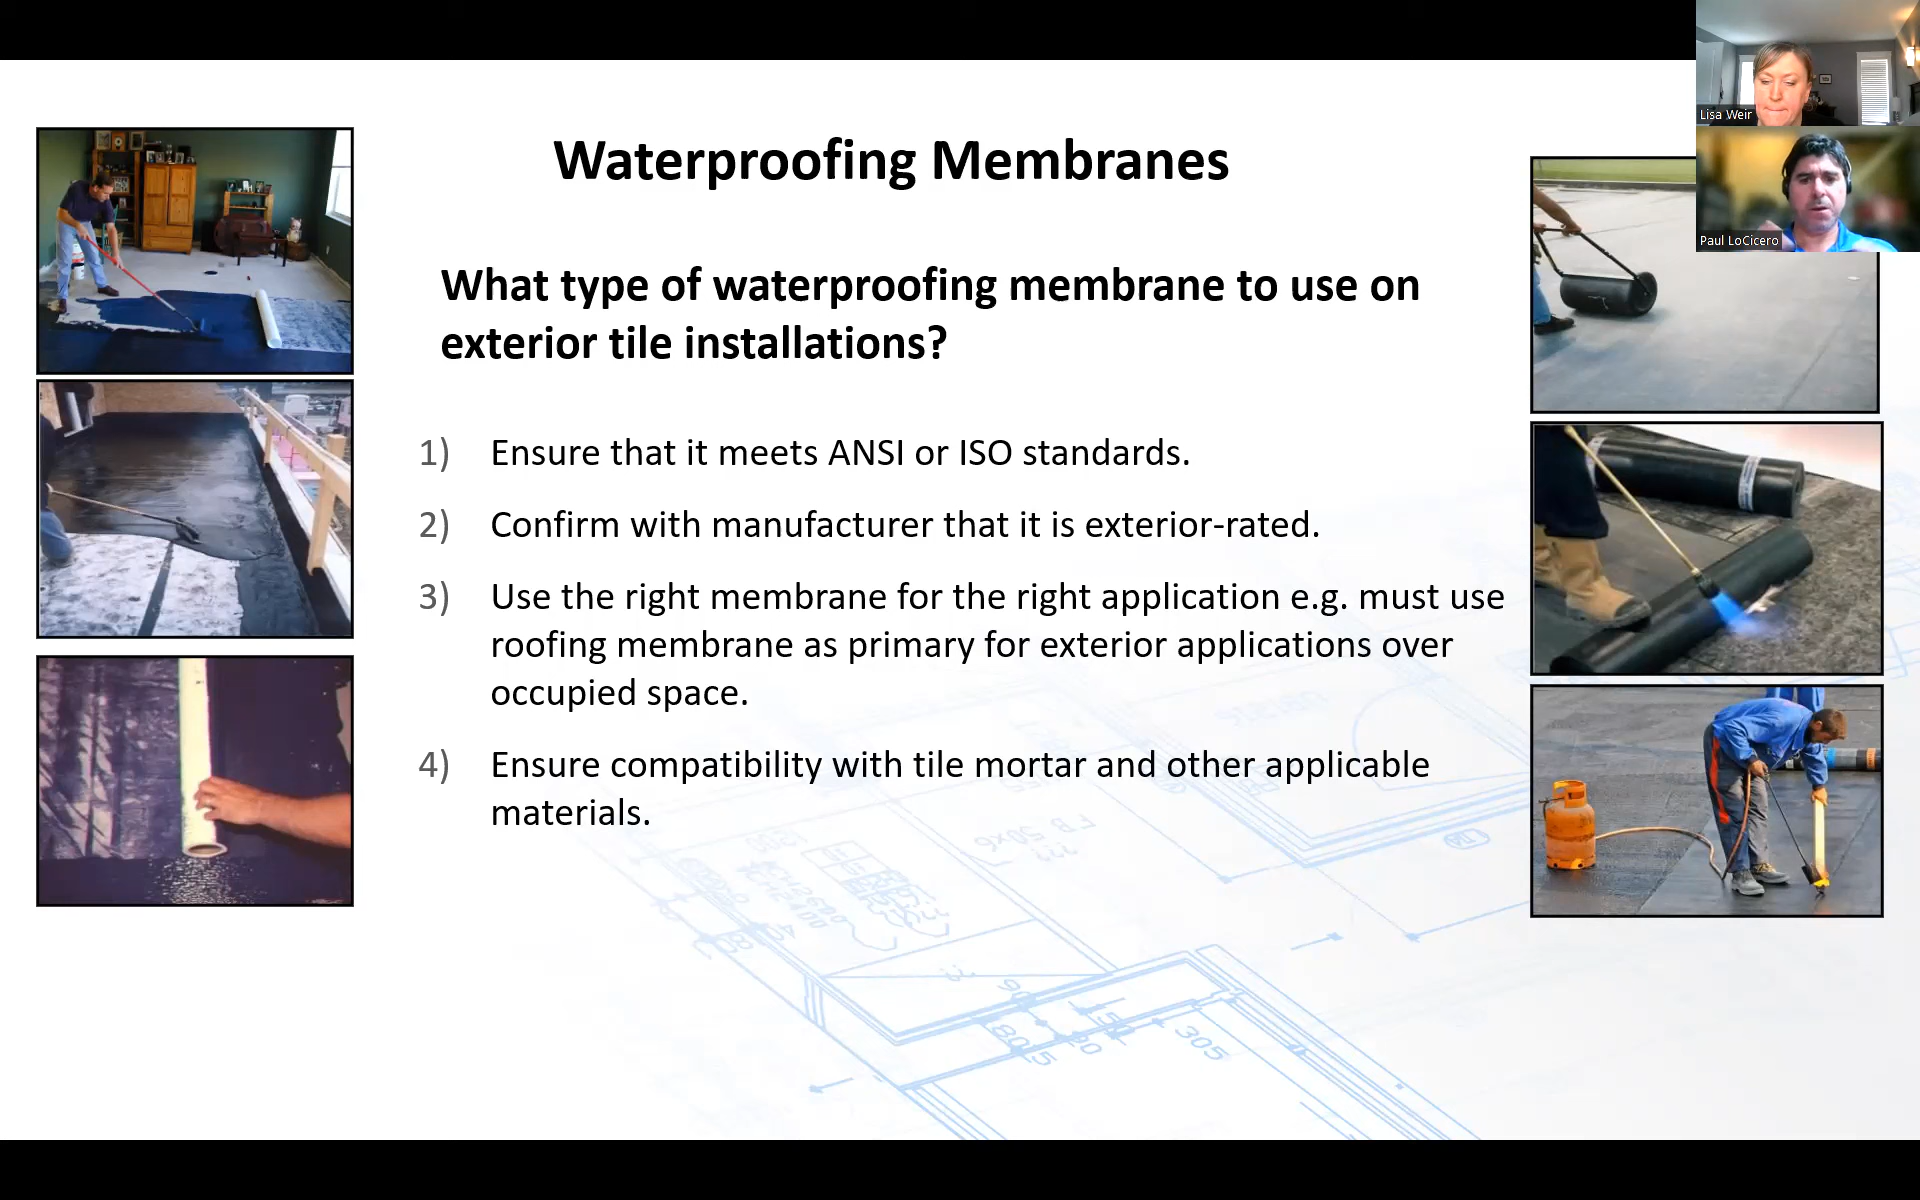 Lisa Weir
Paul LoCicero
Waterproofing Membranes
What type of waterproofing membrane to use on
exterior tile installations?
1) Ensure that it meets ANSI or ISO standards.
2) Confirm with manufacturer that it is exterior-rated.
3) Use the right membrane for the right application e.g. must use
roofing membrane as primary for exterior applications over
occupied space.
4) Ensure compatibility with tile mortar and other applicable
materials.
305